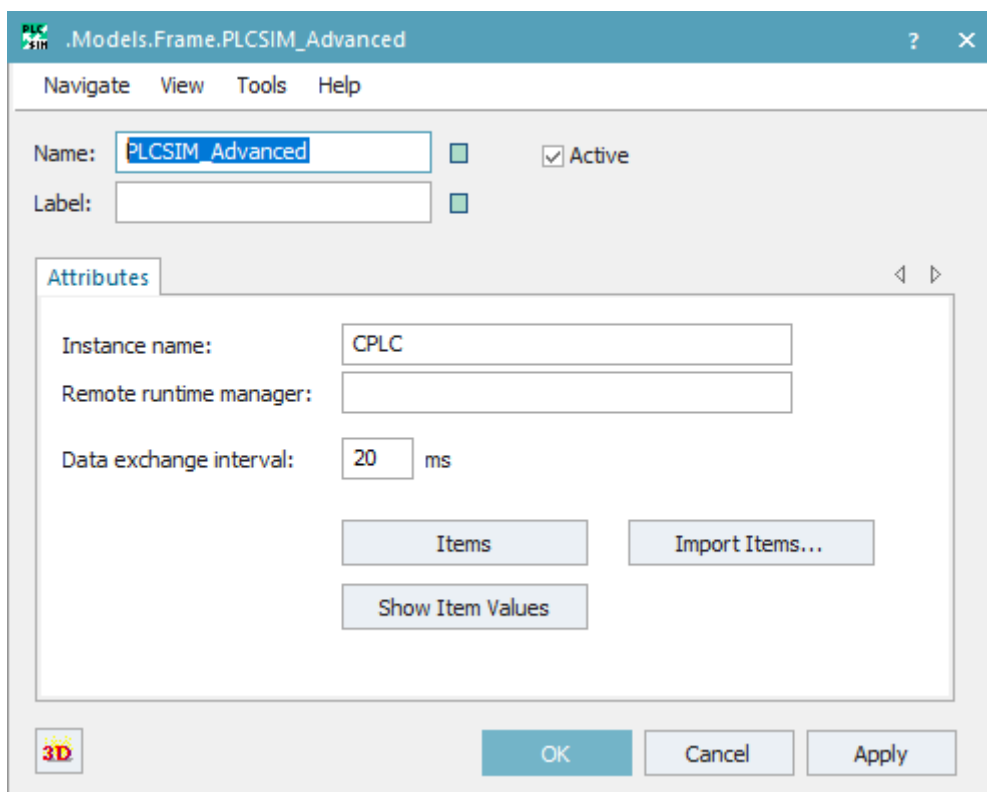 PLC SIM .Models.Frame.PLCSIM_Advanced ? ×
Navigate View Tools Help
Name: PLCSIM_Advanced Active
Label:
Attributes
Instance name: CPLC
Remote runtime manager:
Data exchange interval: 20 ms
Items Import Items...
Show Item Values
3D OK Cancel Apply